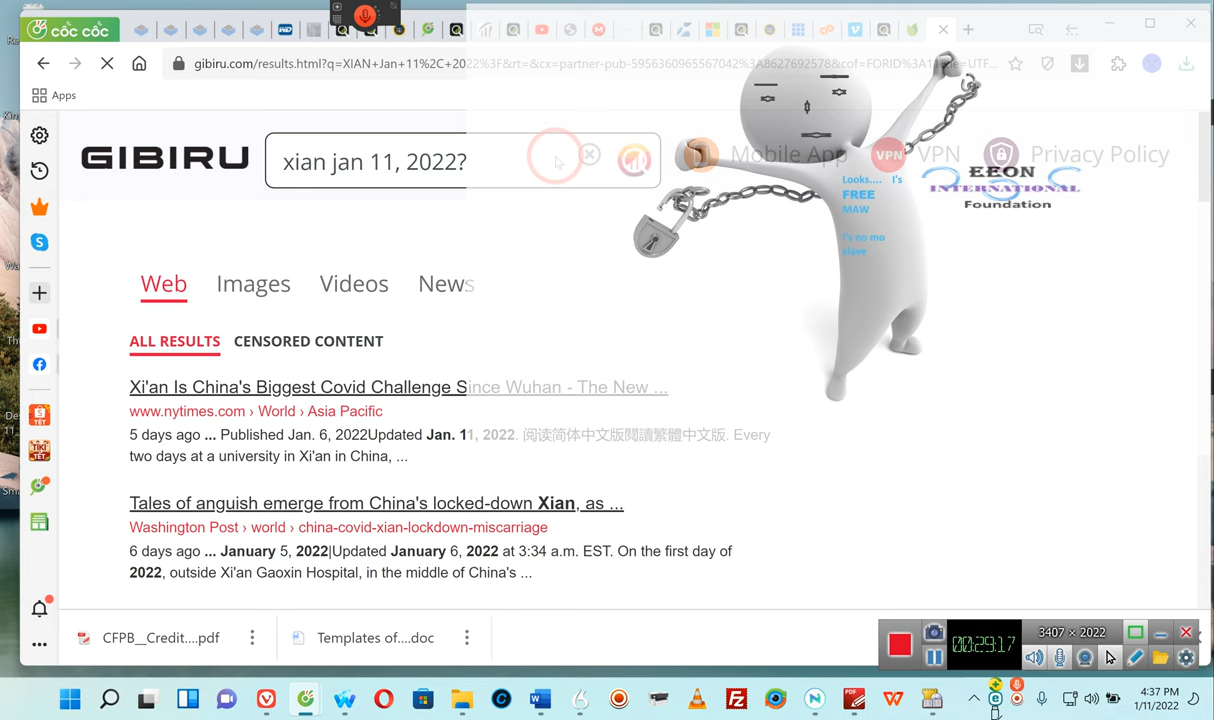 cốc cốc
gibiru.com/results.html?q=XIAN+Jan+11%2C+2022%3F&rt=&cx=partner-pub-5956360965567042%3A8627692578&cof=FORID%3A11&ie=UTF...
Apps
GIBIRU
xian jan 11, 2022?
Mobile App
VPN
VPN
Privacy Policy
Looks.... I's
FREE
MAW
I's no mo
slave
EEON
INTERNATIONAL
Foundation
Web
Images
Videos
News
ALL RESULTS
CENSORED CONTENT
Xi'an Is China's Biggest Covid Challenge Since Wuhan - The New ...
www.nytimes.com › World › Asia Pacific
5 days ago ... Published Jan. 6, 2022Updated Jan. 11, 2022. 阅读简体中文版閱讀繁體中文版. Every
two days at a university in Xi'an in China, ...
Tales of anguish emerge from China's locked-down Xian, as ...
Washington Post › world › china-covid-xian-lockdown-miscarriage
6 days ago ... January 5, 2022|Updated January 6, 2022 at 3:34 a.m. EST. On the first day of
2022, outside Xi'an Gaoxin Hospital, in the middle of China's ...
CFPB__Credit....pdf
Templates of....doc
00:29:17
3407 × 2022
4:37 PM
1/11/2022